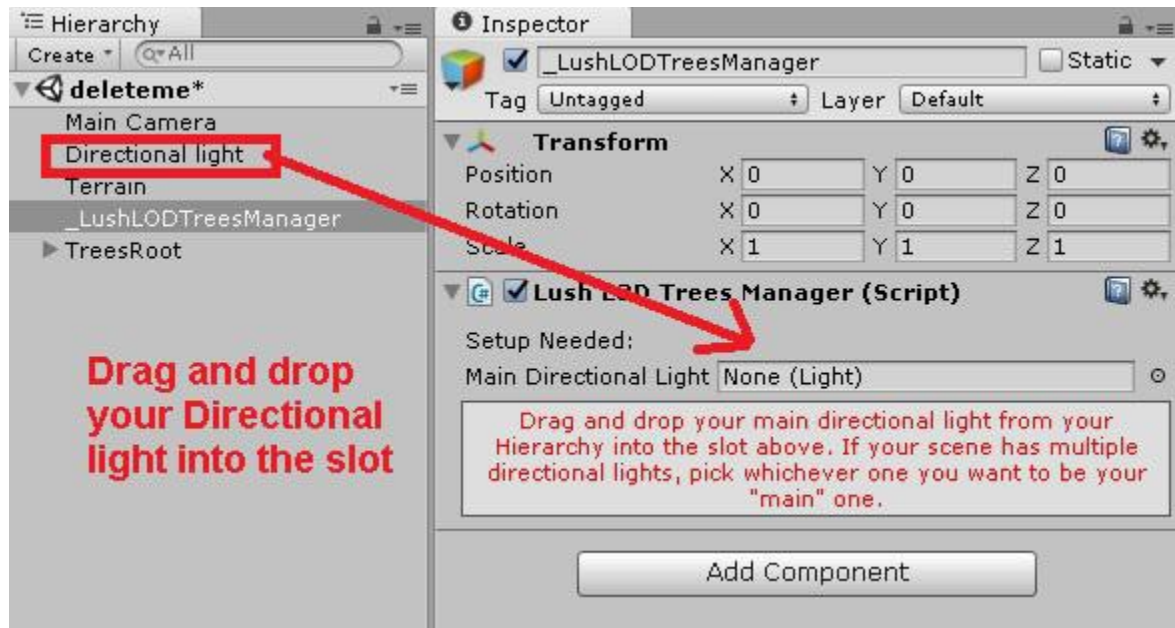 Hierarchy
Create
All
deleteme*
Main Camera
Directional light
Terrain
_LushLODTreesManager
TreesRoot
Drag and drop
your Directional
light into the slot
Inspector
_LushLODTreesManager
Static
Tag Untagged Layer Default
Transform
Position X 0 Y 0 Z 0
Rotation X 0 Y 0 Z 0
Scale X 1 Y 1 Z 1
Lush LOD Trees Manager (Script)
Setup Needed:
Main Directional Light None (Light)
Drag and drop your main directional light from your
Hierarchy into the slot above. If your scene has multiple
directional lights, pick whichever one you want to be your
"main" one.
Add Component